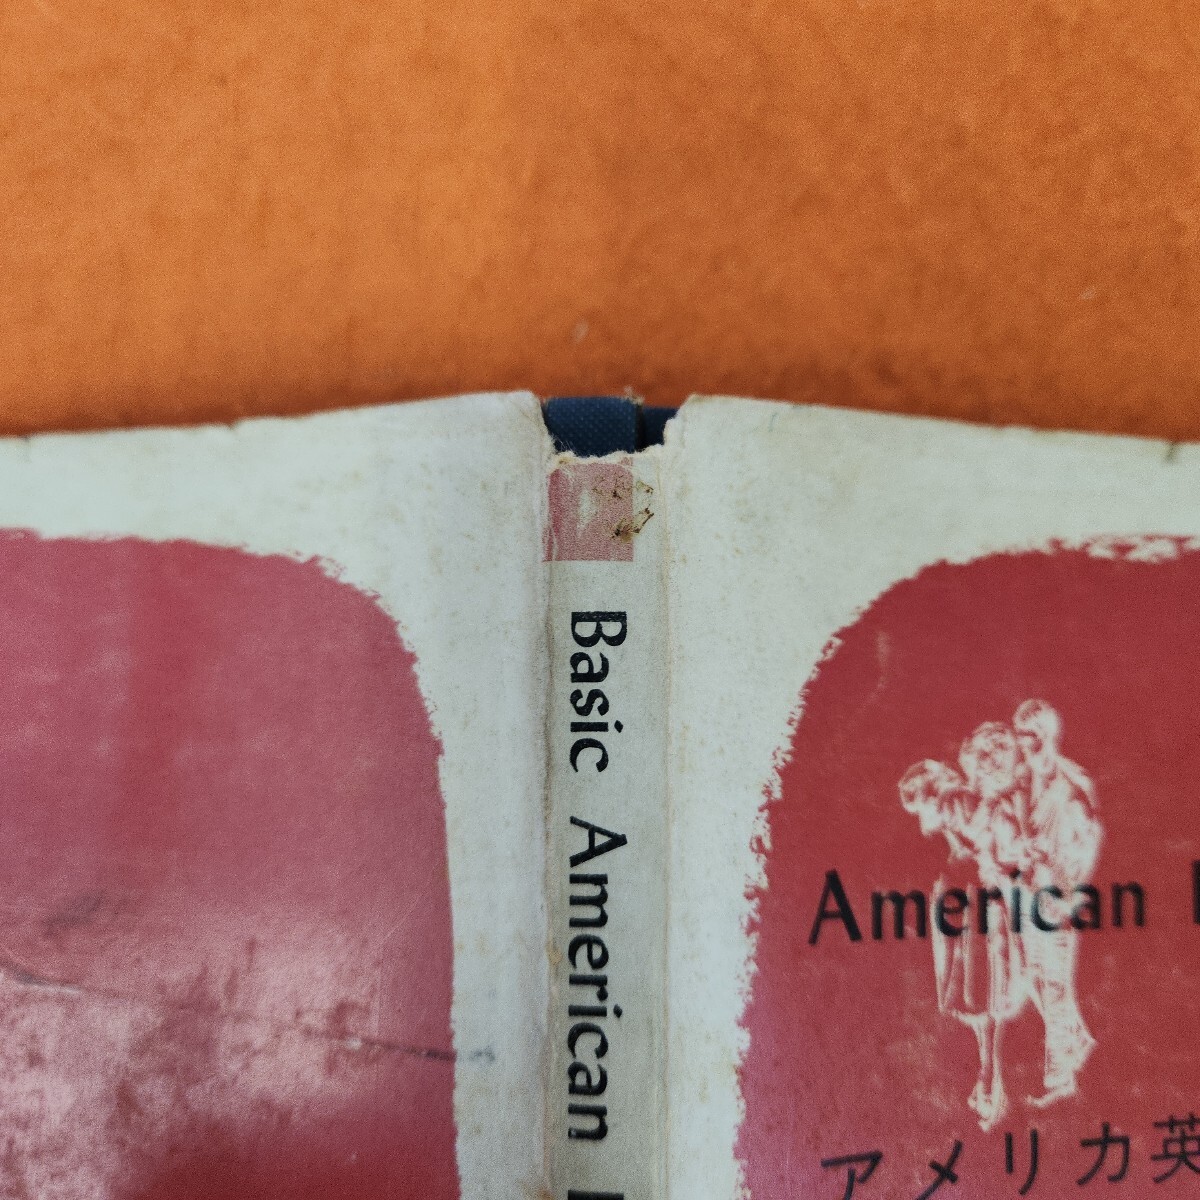 Basic American
American
アメリカ英